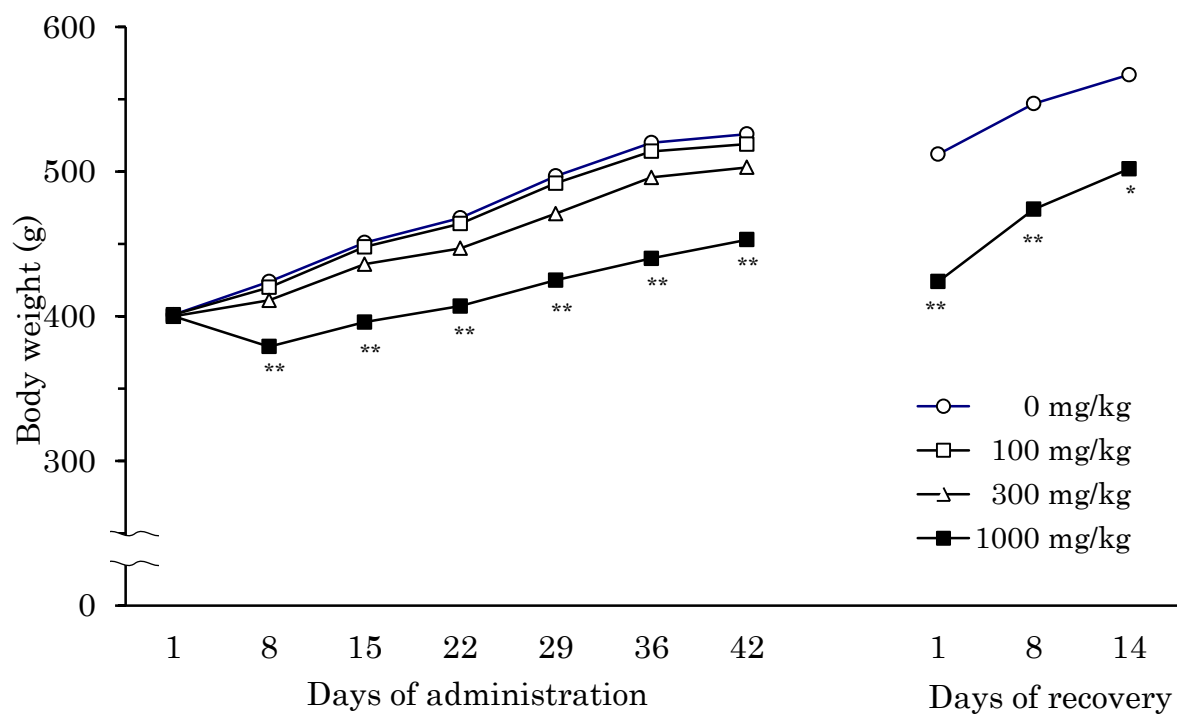 600
500
400
300
0
Body weight (g)
**
**
**
**
**
**
**
**
*
0 mg/kg
100 mg/kg
300 mg/kg
1000 mg/kg
1 8 15 22 29 36 42 1 8 14
Days of administration Days of recovery